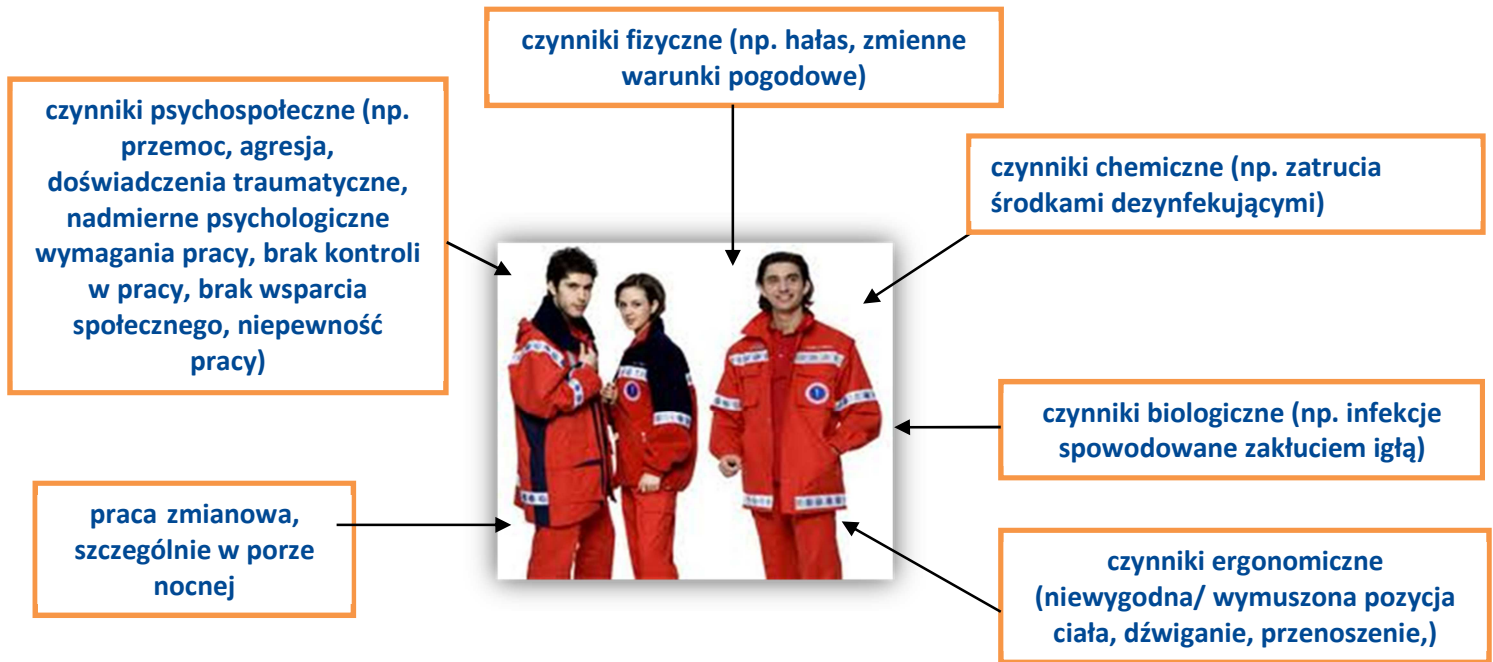 czynniki fizyczne (np. hałas, zmienne
warunki pogodowe)
czynniki psychospołeczne (np.
przemoc, agresja,
doświadczenia traumatyczne,
nadmierne psychologiczne
wymagania pracy, brak kontroli
w pracy, brak wsparcia
społecznego, niepewność
pracy)
czynniki chemiczne (np. zatrucia
środkami dezynfekującymi)
czynniki biologiczne (np. infekcje
spowodowane zakłuciem igłą)
praca zmianowa,
szczególnie w porze
nocnej
czynniki ergonomiczne
(niewygodna/ wymuszona pozycja
ciała, dźwiganie, przenoszenie,)